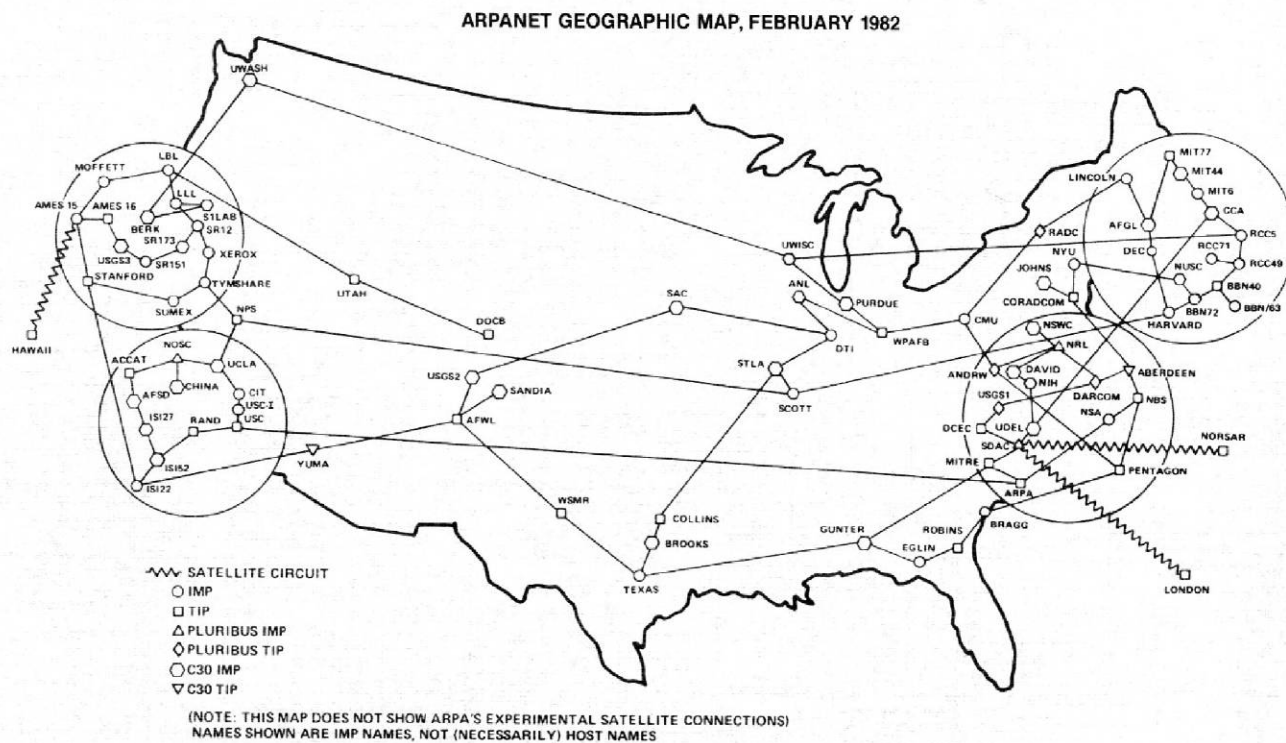 ARPANET GEOGRAPHIC MAP, FEBRUARY 1982
UWASH
MOFFETT
LBL
AMES 15
AMES 16
LLL
BERK
S1LAB
SR12
SR173
USGS3
SR151
XEROX
STANFORD
TYMSHARE
SUMEX
NPS
HAWAII
UTAH
DOCB
ACCAT
NOSC
UCLA
CHINA
AFSD
CIT
USC-I
ISI27
RAND
USC
ISI52
ISI22
YUMA
USGS2
SANDIA
AFWL
WSMR
SAC
UWISC
ANL
PURDUE
DTI
WPAFB
STLA
SCOTT
COLLINS
BROOKS
TEXAS
GUNTER
EGLIN
ROBINS
BRAGG
CMU
RADC
LINCOLN
MIT77
MIT44
MIT6
CCA
AFGL
RCC5
RCC71
DEC
RCC49
NYU
NUSC
JOHNS
BBN40
CORADCOM
BBN72
BBN/63
HARVARD
NSWC
NRL
ANDRW
DAVID
NIH
ABERDEEN
DARCOM
USGS1
NBS
NSA
DCEC
UDEL
SDAC
NORSAR
MITRE
PENTAGON
ARPA
LONDON
SATELLITE CIRCUIT
IMP
TIP
PLURIBUS IMP
PLURIBUS TIP
C30 IMP
C30 TIP
(NOTE: THIS MAP DOES NOT SHOW ARPA'S EXPERIMENTAL SATELLITE CONNECTIONS)
NAMES SHOWN ARE IMP NAMES, NOT (NECESSARILY) HOST NAMES